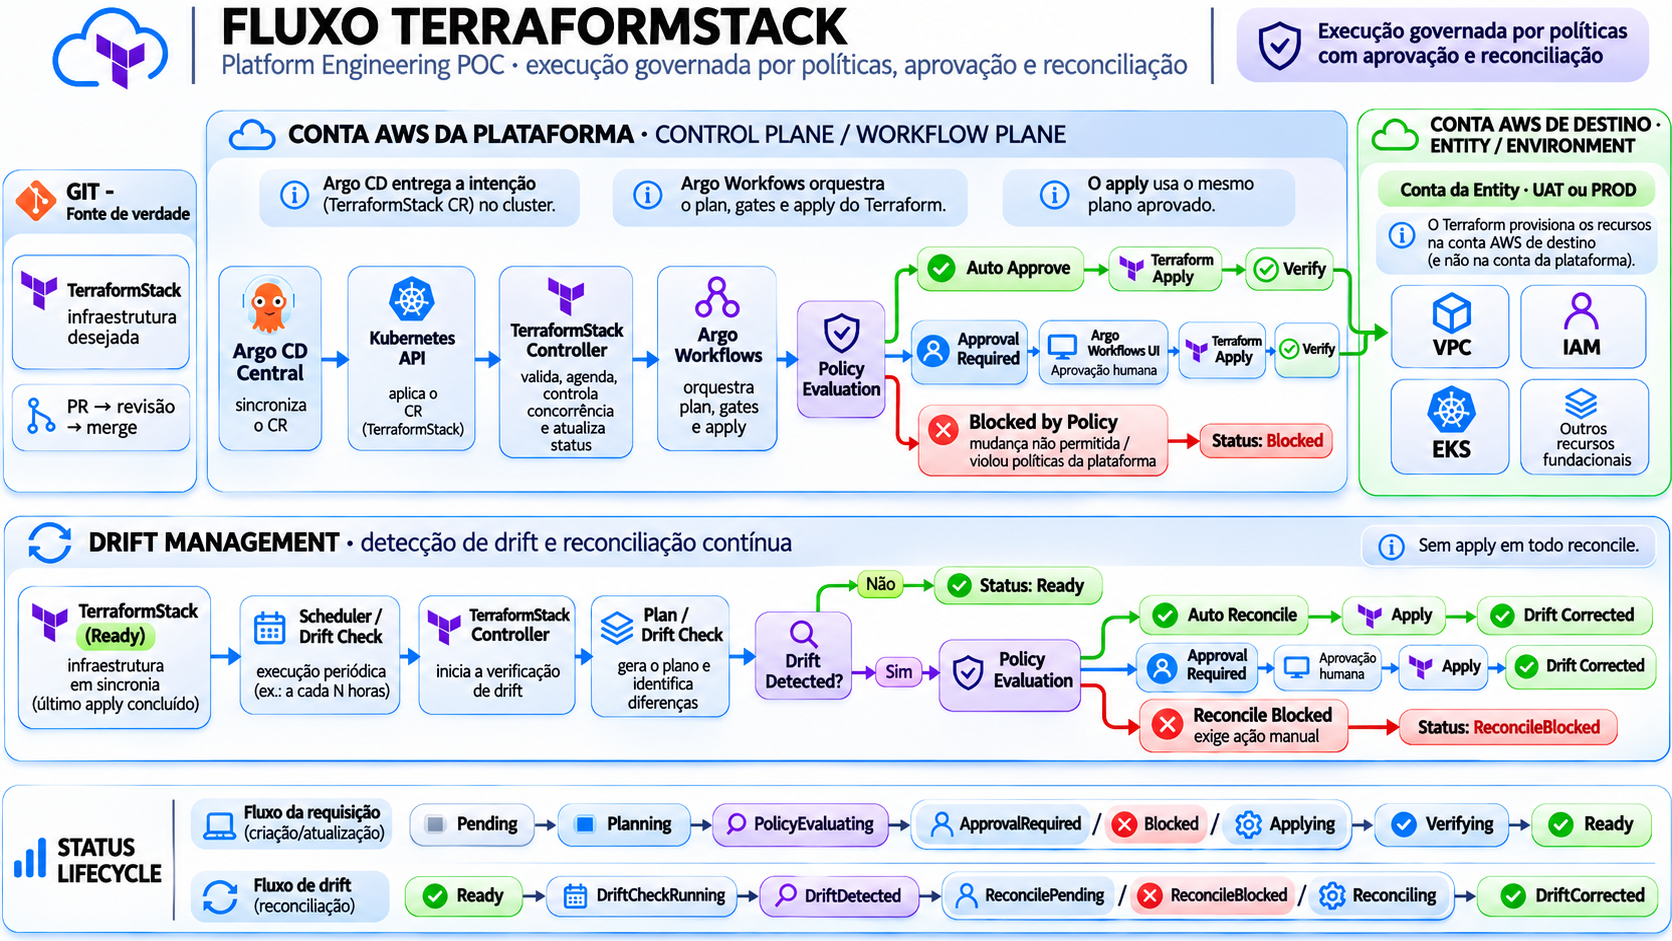 FLUXO TERRAFORMSTACK
Platform Engineering POC · execução governada por políticas, aprovação e reconciliação
Execução governada por políticas
com aprovação e reconciliação
GIT -
Fonte de verdade
TerraformStack
infraestrutura
desejada
PR → revisão
→ merge
CONTA AWS DA PLATAFORMA · CONTROL PLANE / WORKFLOW PLANE
Argo CD entrega a intenção
(TerraformStack CR) no cluster.
Argo Workfows orquestra
o plan, gates e apply do Terraform.
O apply usa o mesmo
plano aprovado.
Argo CD
Central
sincroniza
o CR
Kubernetes
API
aplica o
CR
(TerraformStack)
TerraformStack
Controller
valida, agenda,
controla
concorrência
e atualiza
status
Argo
Workflows
orquestra
plan, gates
e apply
Policy
Evaluation
Auto Approve
Terraform
Apply
Verify
Approval
Required
Argo
Workflows UI
Aprovação humana
Terraform
Apply
Verify
Blocked by Policy
mudança não permitida /
violou políticas da plataforma
Status: Blocked
CONTA AWS DE DESTINO ·
ENTITY / ENVIRONMENT
Conta da Entity · UAT ou PROD
O Terraform provisiona os recursos
na conta AWS de destino
(e não na conta da plataforma).
VPC
IAM
EKS
Outros
recursos
fundacionais
DRIFT MANAGEMENT · detecção de drift e reconciliação contínua
Sem apply em todo reconcile.
TerraformStack
(Ready)
infraestrutura
em sincronia
(último apply concluído)
Scheduler /
Drift Check
execução periódica
(ex.: a cada N horas)
TerraformStack
Controller
inicia a verificação
de drift
Plan /
Drift Check
gera o plano e
identifica
diferenças
Drift
Detected?
Não
Status: Ready
Sim
Policy
Evaluation
Auto Reconcile
Apply
Drift Corrected
Approval
Required
Aprovação
humana
Apply
Drift Corrected
Reconcile Blocked
exige ação manual
Status: ReconcileBlocked
STATUS
LIFECYCLE
Fluxo da requisição
(criação/atualização)
Pending
Planning
PolicyEvaluating
ApprovalRequired / Blocked / Applying
Verifying
Ready
Fluxo de drift
(reconciliação)
Ready
DriftCheckRunning
DriftDetected
ReconcilePending / ReconcileBlocked / Reconciling
DriftCorrected